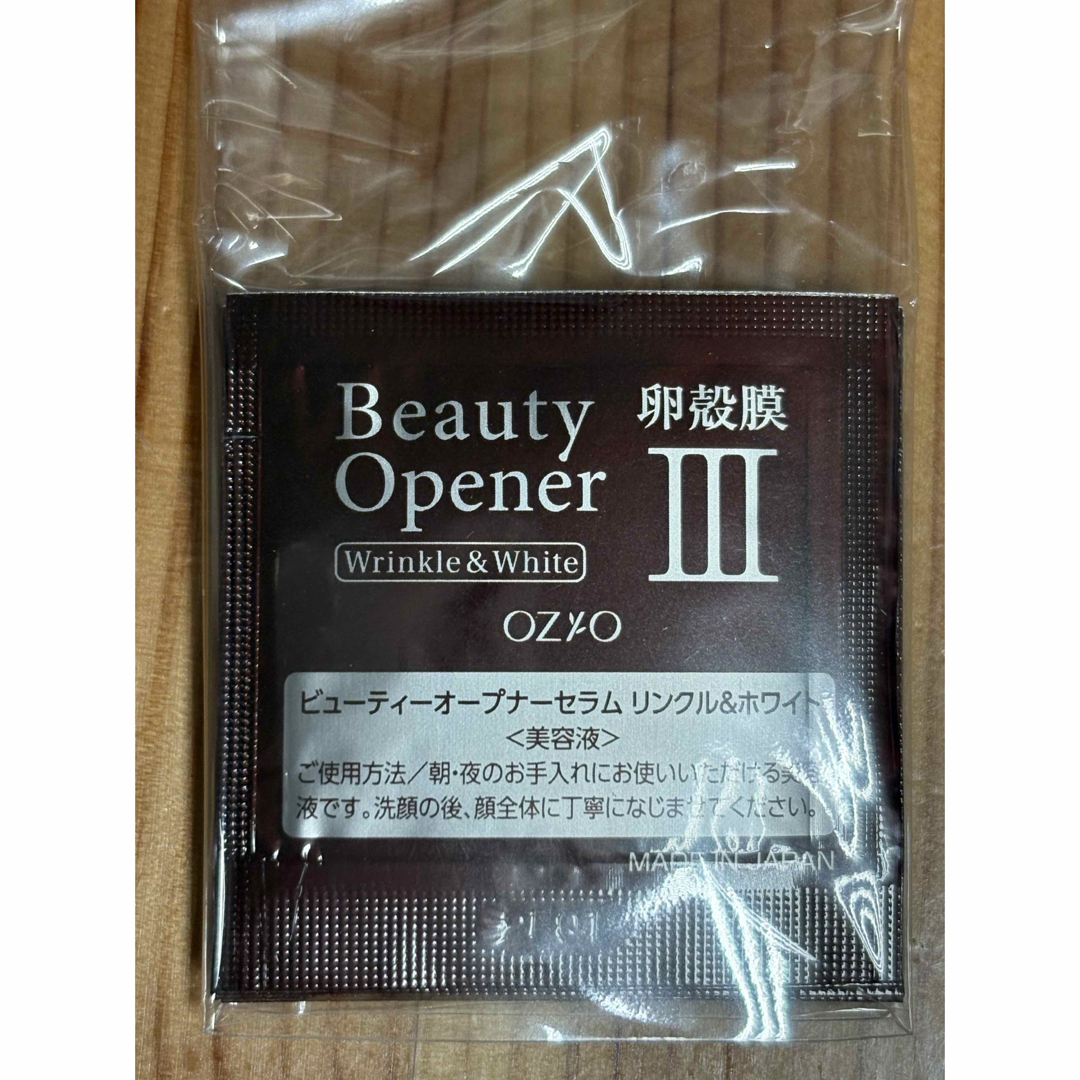 Beauty
Opener
Wrinkle & White
卵殻膜
III
OZIO
ビューティーオープナーセラム リンクル&ホワイト
<美容液>
ご使用方法/朝・夜のお手入れにお使いいただける美容
液です。洗顔の後、顔全体に丁寧になじませてください。
MADE IN JAPAN